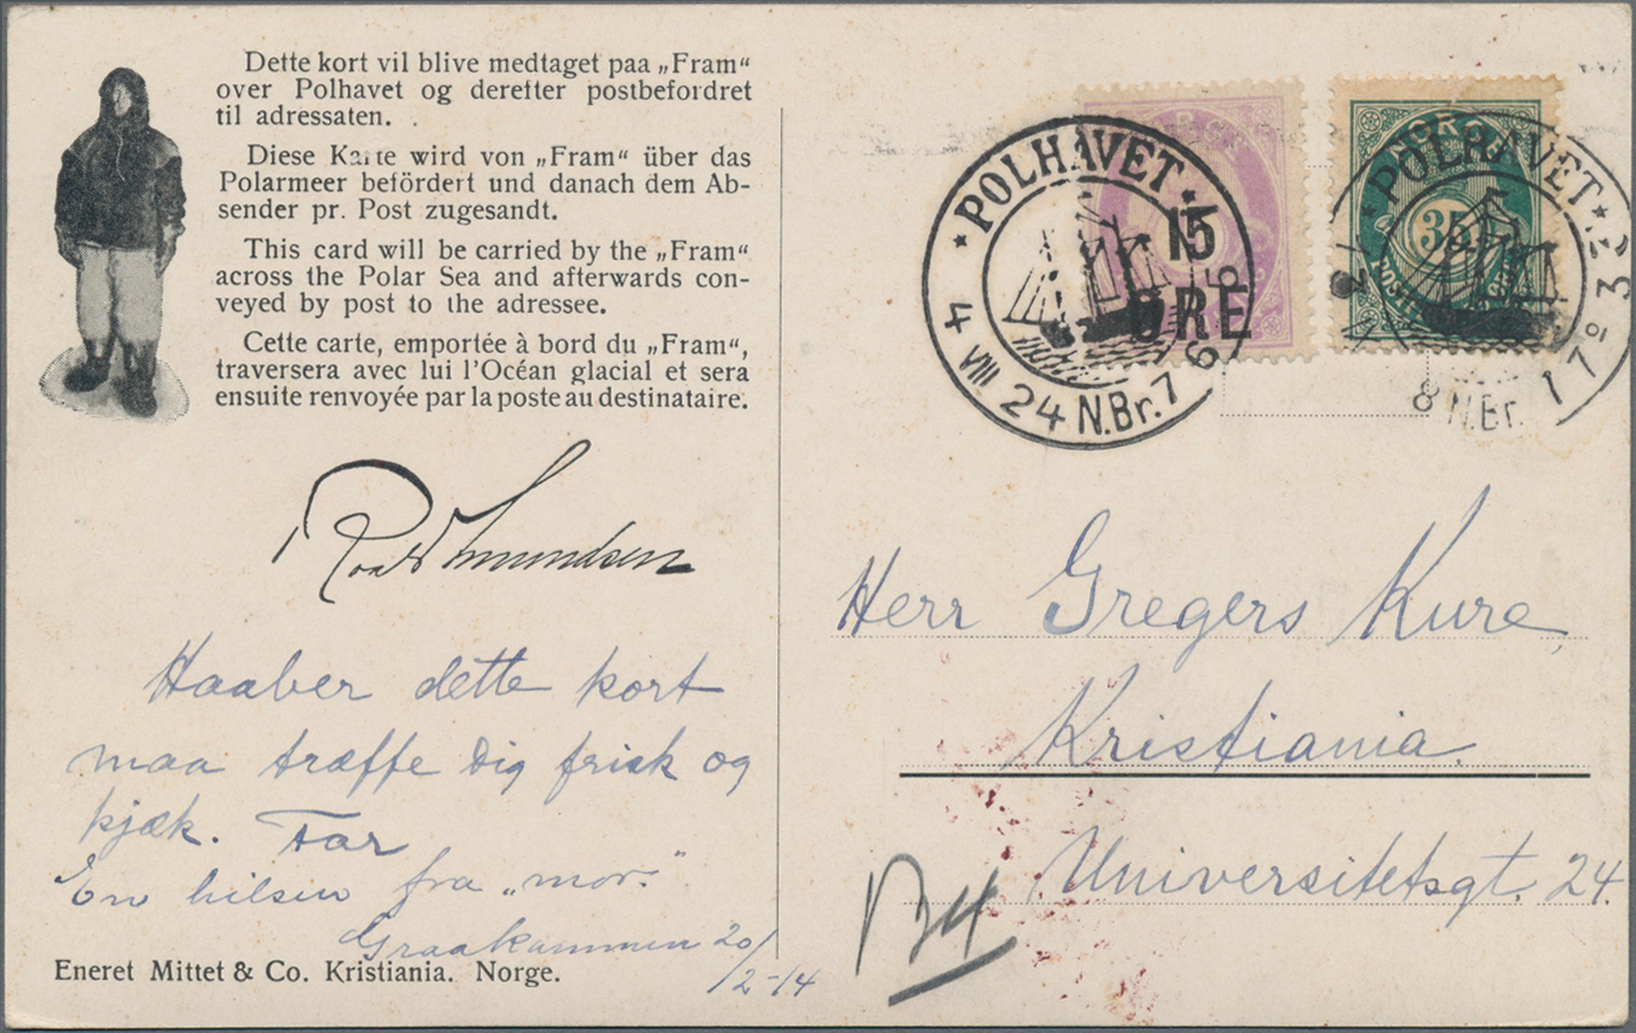 Dette kort vil blive medtaget paa „Fram“
over Polhavet og derefter postbefordret
til adressaten.
Diese Karte wird von „Fram“ über das
Polarmeer befördert und danach dem Ab-
sender pr. Post zugesandt.
This card will be carried by the „Fram“
across the Polar Sea and afterwards con-
veyed by post to the adressee.
Cette carte, emportée à bord du „Fram“,
traversera avec lui l'Océan glacial et sera
ensuite renvoyée par la poste au destinataire.
Roald Amundsen
Haaber dette kort
maa træffe Dig frisk og
kjæk. Far
En hilsen fra „mor."
Graakammen 20/
/2-14
Eneret Mittet & Co. Kristiania. Norge.
POLHAVET
4 VIII 24 N.Br. 76
15
ØRE
NORGE
35
POLHAVET
N.Br.
Herr Gregers Kure,
Kristiania.
Universitetsgt. 24.